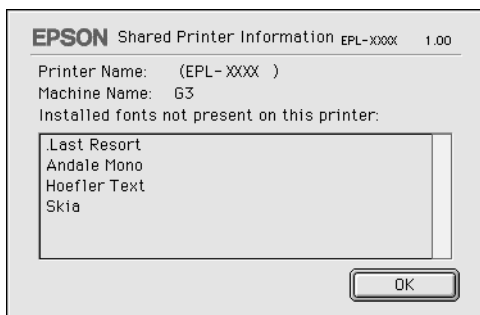 EPSON Shared Printer Information EPL-XXXX 1.00
Printer Name: (EPL-XXXX )
Machine Name: G3
Installed fonts not present on this printer:
.Last Resort
Andale Mono
Hoefler Text
Skia
OK